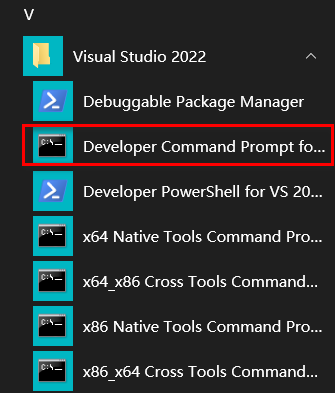 V
Visual Studio 2022
Debuggable Package Manager
Developer Command Prompt fo...
Developer PowerShell for VS 20...
x64 Native Tools Command Pro...
x64_x86 Cross Tools Command...
x86 Native Tools Command Pro...
x86_x64 Cross Tools Command...